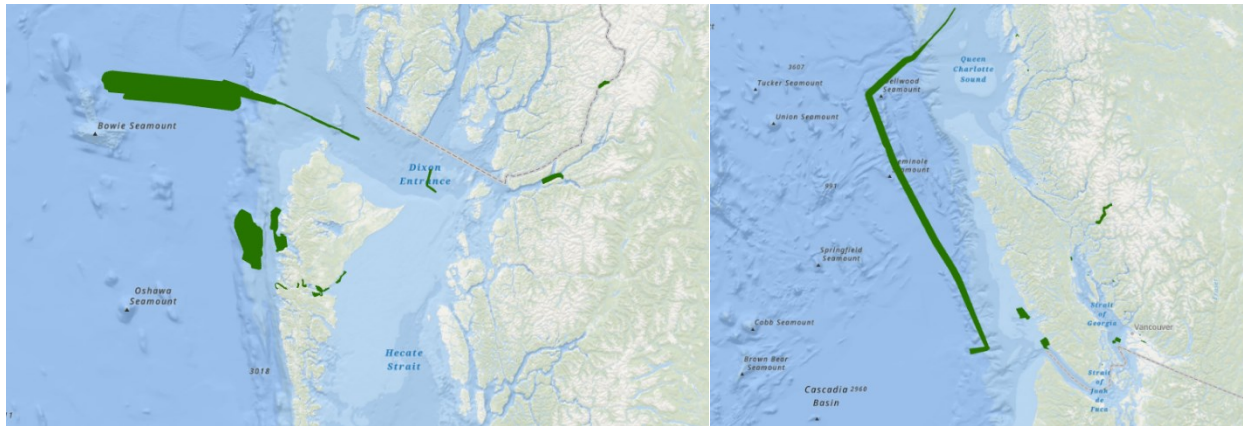 Bowie Seamount
Dixon
Entrance
Oshawa
Seamount
Hecate
Strait
3018
Queen
Charlotte
Sound
3607
Tucker Seamount
Seamount
Union Seamount
Seamount
Springfield
Seamount
Cobb Seamount
Brown Bear
Seamount
Cascadia 2968
Basin
Strait
of
Georgia
Vancouver
Strait
of Juan
de
Fuca